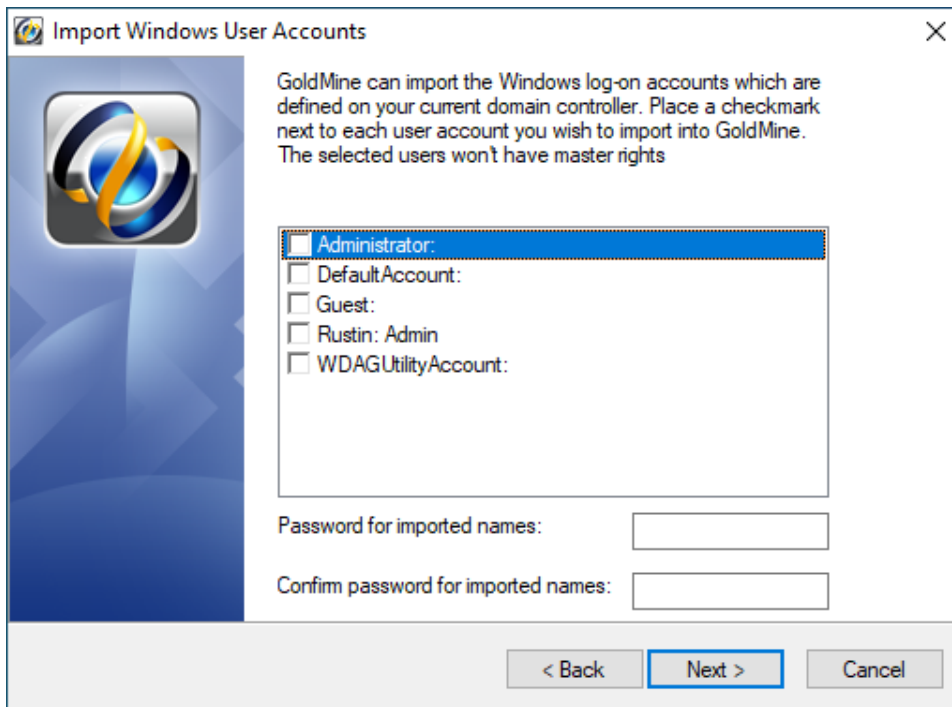 Import Windows User Accounts
GoldMine can import the Windows log-on accounts which are
defined on your current domain controller. Place a checkmark
next to each user account you wish to import into GoldMine.
The selected users won't have master rights
Administrator:
DefaultAccount:
Guest:
Rustin: Admin
WDAGUtilityAccount:
Password for imported names:
Confirm password for imported names:
< Back
Next >
Cancel